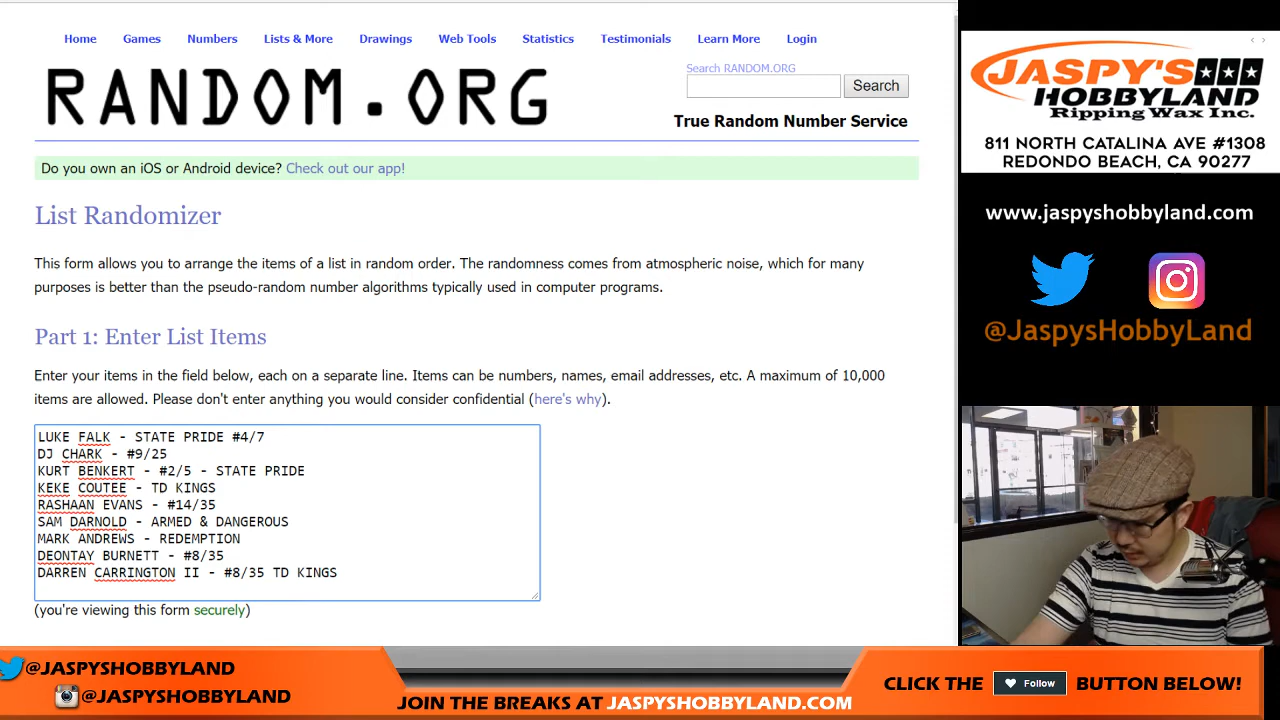 Home Games Numbers Lists & More Drawings Web Tools Statistics Testimonials Learn More Login
RANDOM.ORG
Search RANDOM.ORG
Search
True Random Number Service
Do you own an iOS or Android device? Check out our app!
List Randomizer
This form allows you to arrange the items of a list in random order. The randomness comes from atmospheric noise, which for many
purposes is better than the pseudo-random number algorithms typically used in computer programs.
Part 1: Enter List Items
Enter your items in the field below, each on a separate line. Items can be numbers, names, email addresses, etc. A maximum of 10,000
items are allowed. Please don't enter anything you would consider confidential (here's why).
LUKE FALK - STATE PRIDE #4/7
DJ CHARK - #9/25
KURT BENKERT - #2/5 - STATE PRIDE
KEKE COUTEE - TD KINGS
RASHAAN EVANS - #14/35
SAM DARNOLD - ARMED & DANGEROUS
MARK ANDREWS - REDEMPTION
DEONTAY BURNETT - #8/35
DARREN CARRINGTON II - #8/35 TD KINGS
(you're viewing this form securely)
JASPY'S
HOBBYLAND
Ripping Wax Inc.
811 NORTH CATALINA AVE #1308
REDONDO BEACH, CA 90277
www.jaspyshobbyland.com
@JaspysHobbyLand
@JASPYSHOBBYLAND
@JASPYSHOBBYLAND
JOIN THE BREAKS AT JASPYSHOBBYLAND.COM
CLICK THE Follow BUTTON BELOW!